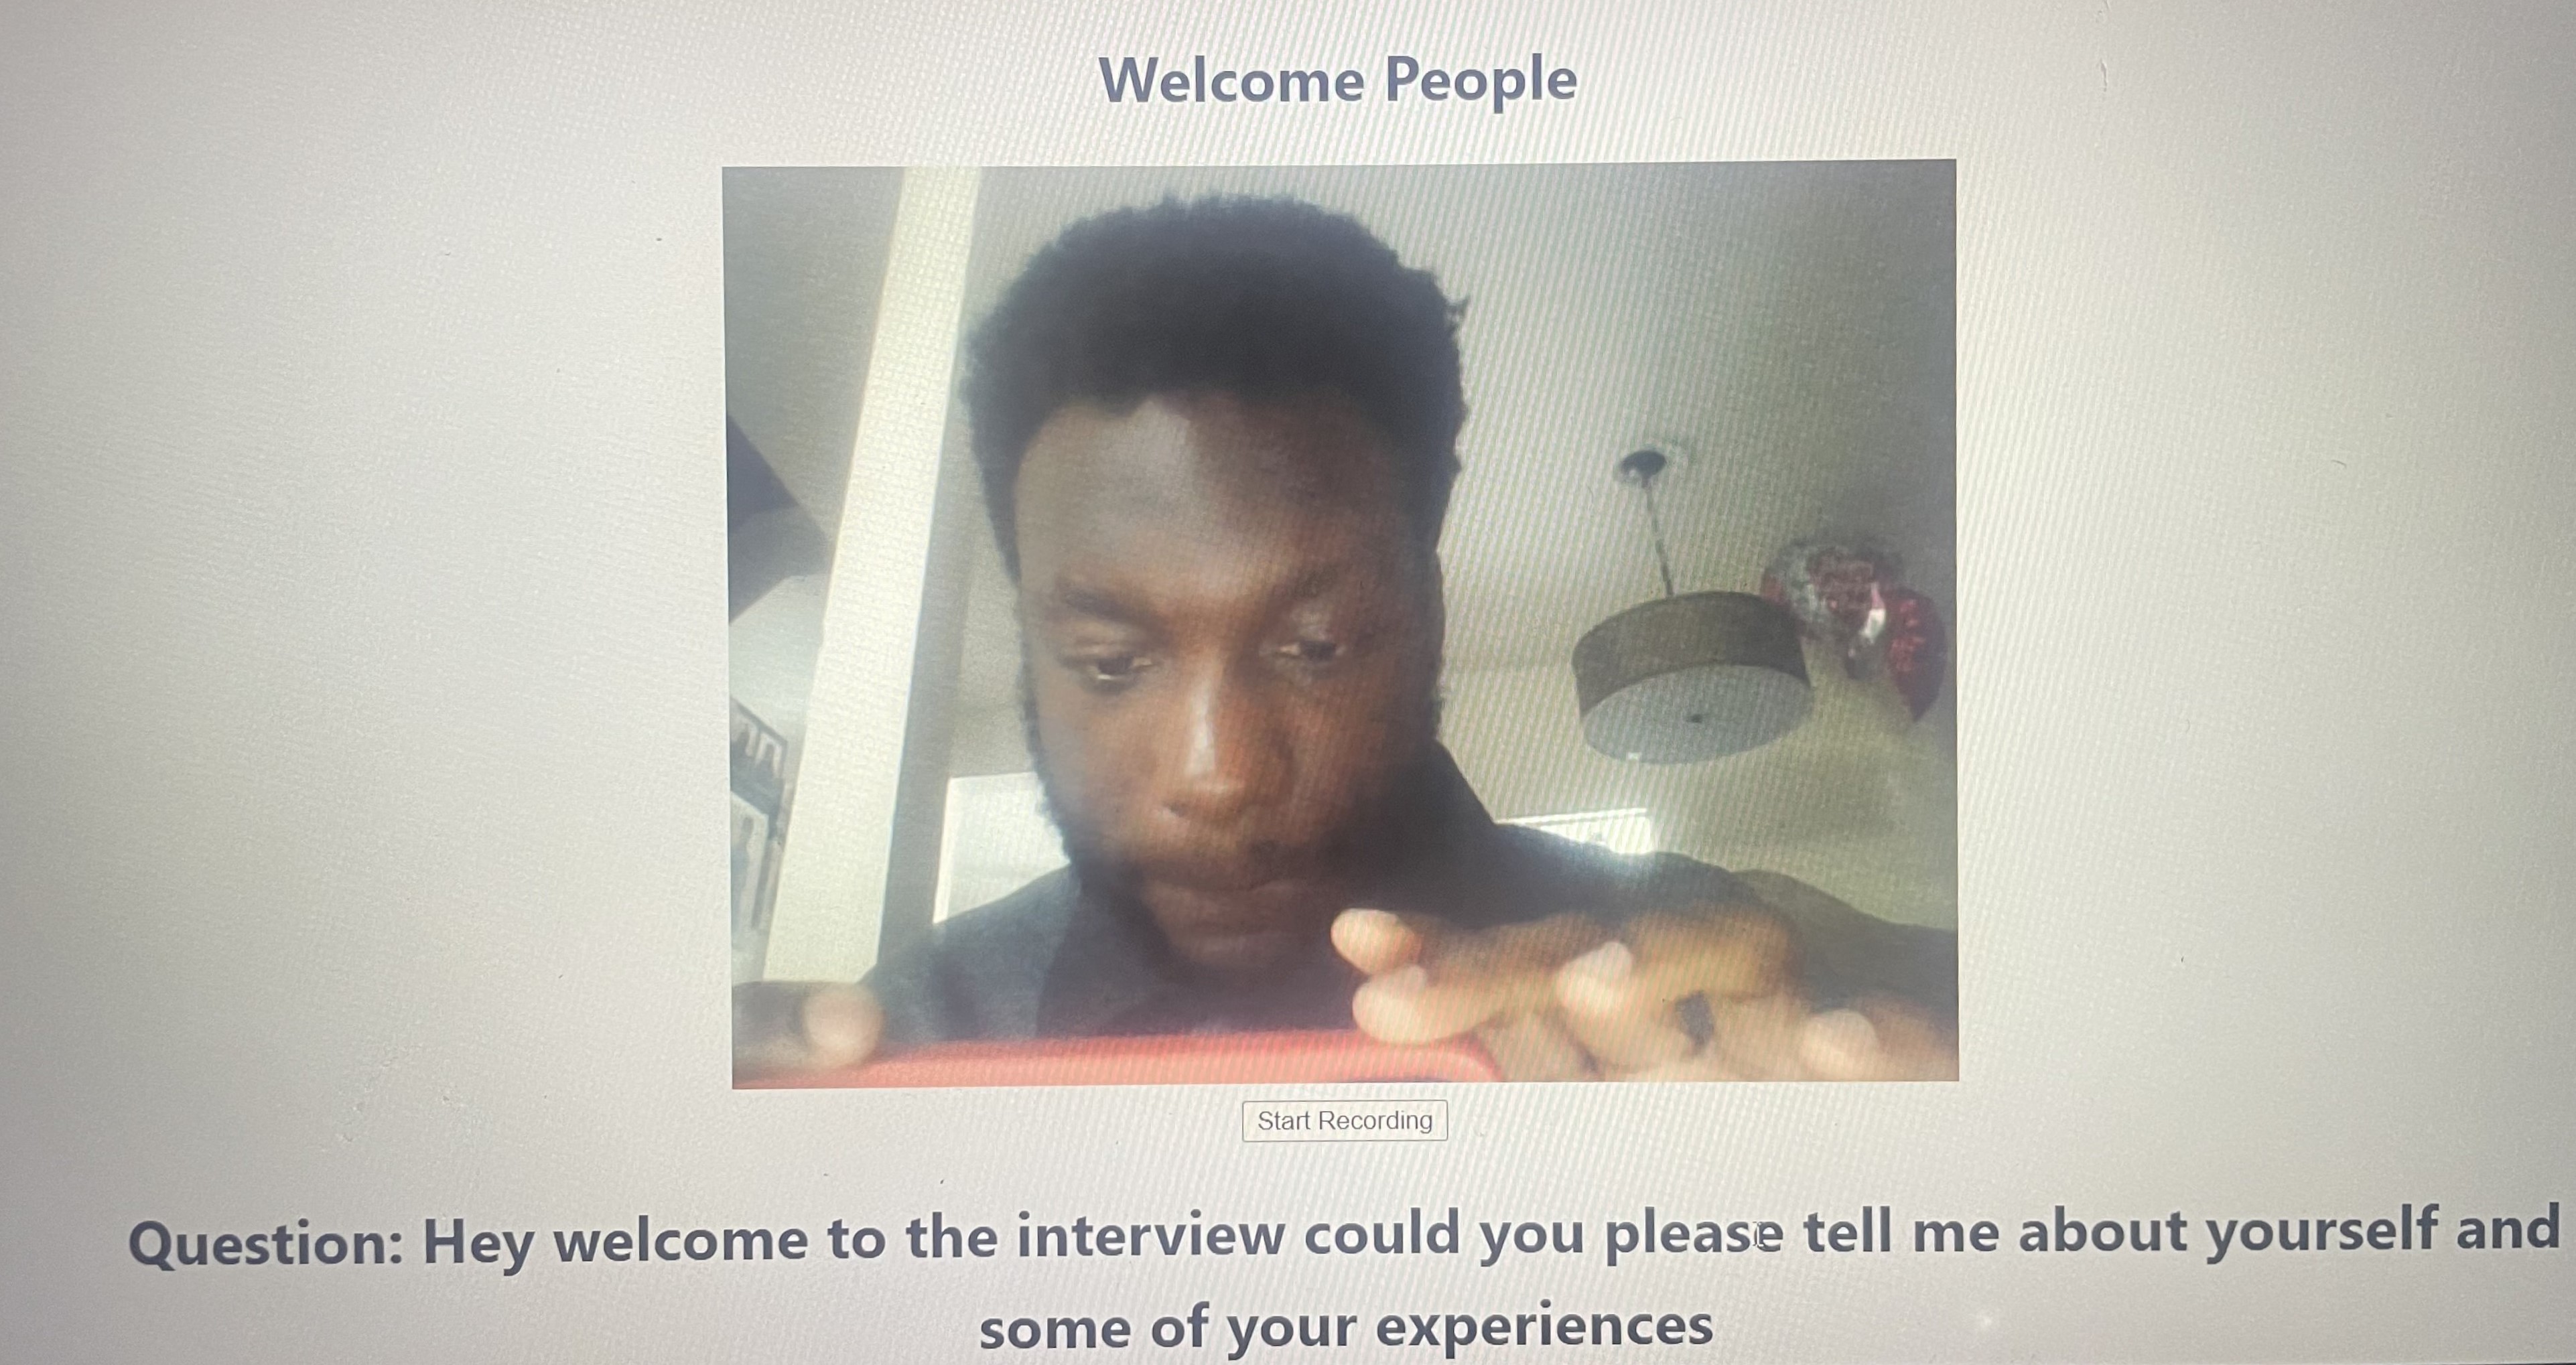 Welcome People
Start Recording
Question: Hey welcome to the interview could you please tell me about yourself and
some of your experiences